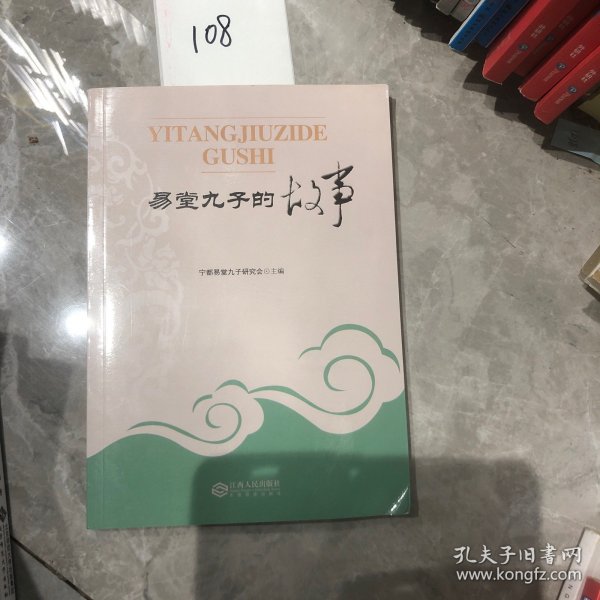 108
YITANGJIUZIDE
GUSHI
易堂九子的故事
宁都易堂九子研究会⊙主编
江西人民出版社
孔夫子旧书网
www.kongfz.com